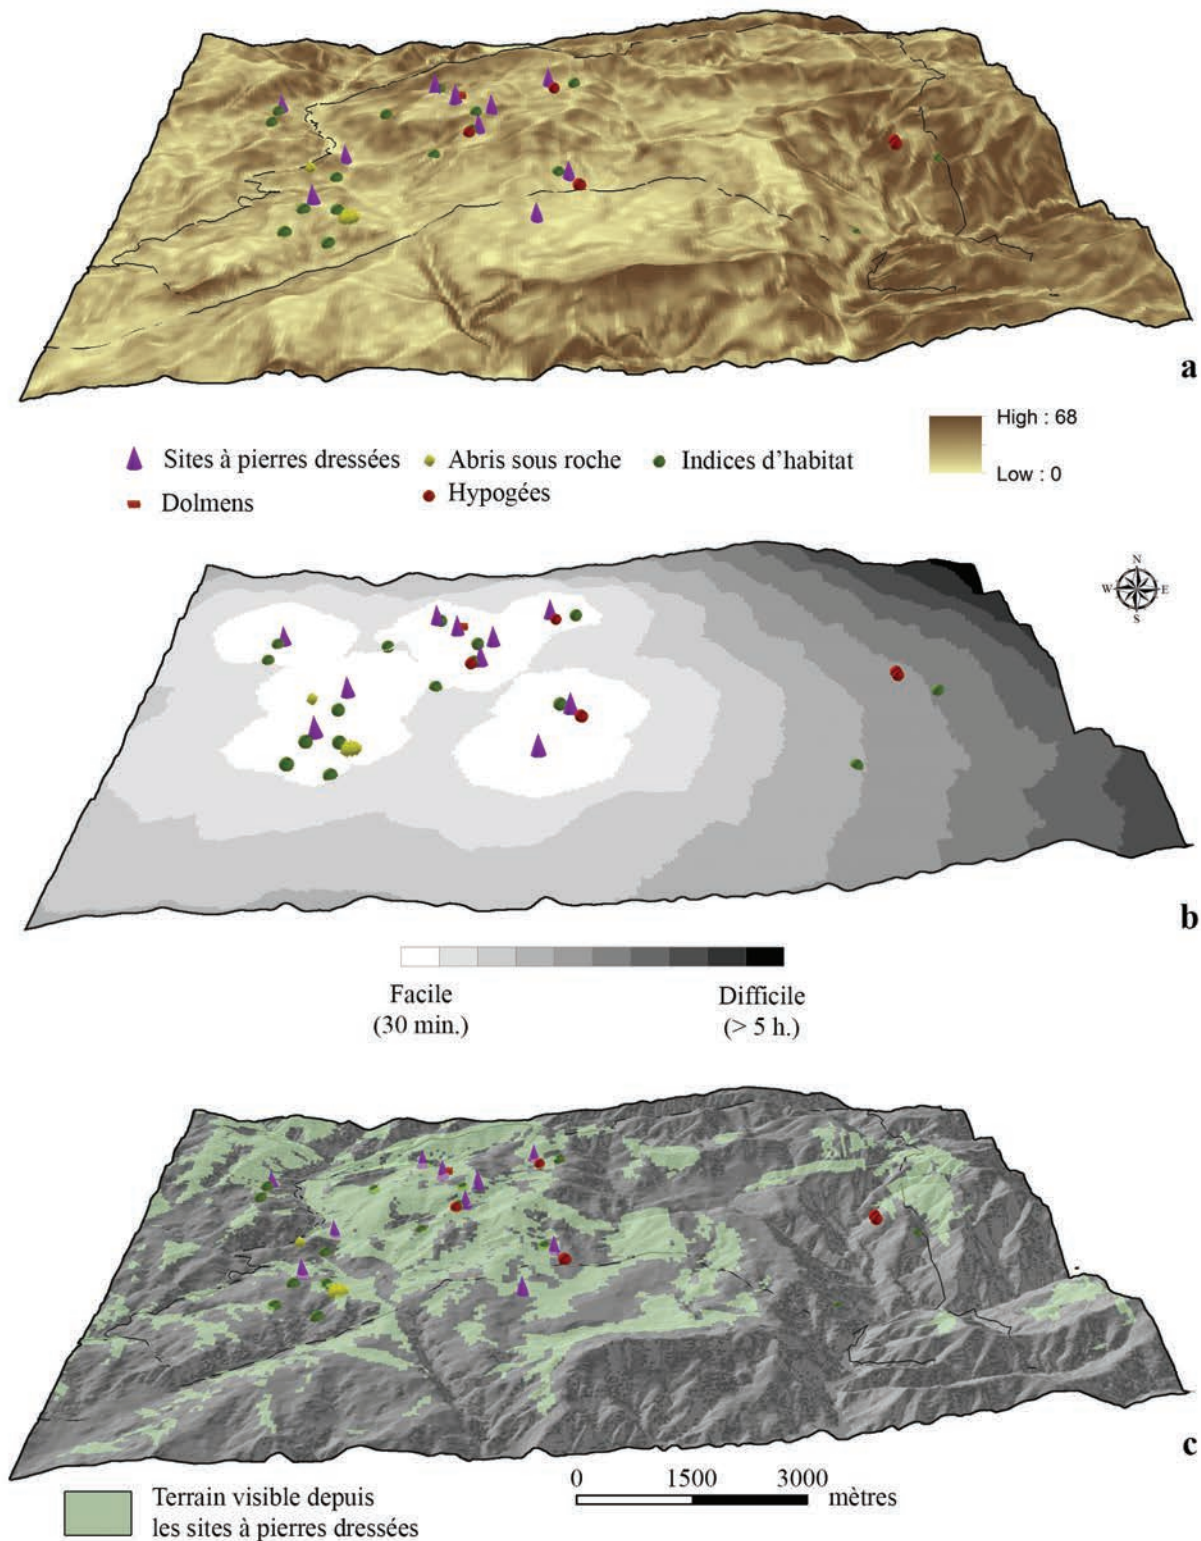 a
High : 68
Low : 0
Sites à pierres dressées
Abris sous roche
Indices d'habitat
Dolmens
Hypogées
N
W E
S
b
Facile
(30 min.)
Difficile
(> 5 h.)
c
Terrain visible depuis
les sites à pierres dressées
0 1500 3000
mètres